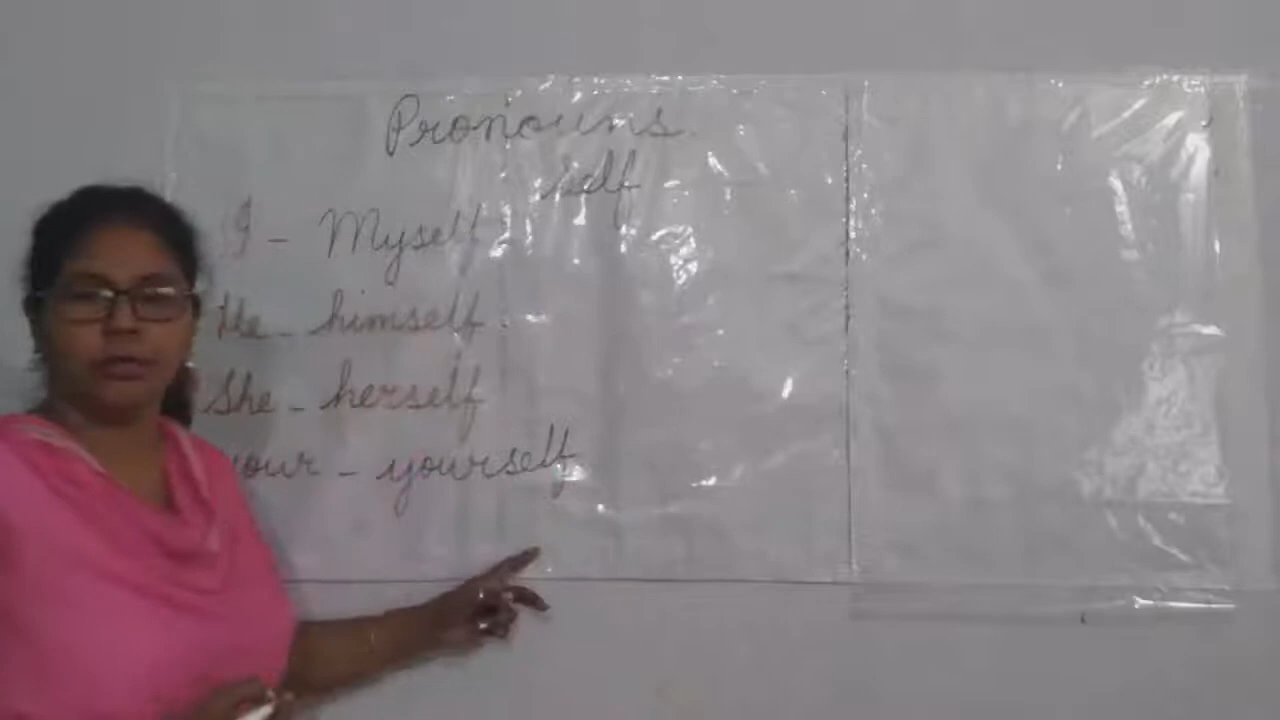 Pronouns.
self
I - Myself
He - himself
She - herself
your - yourself